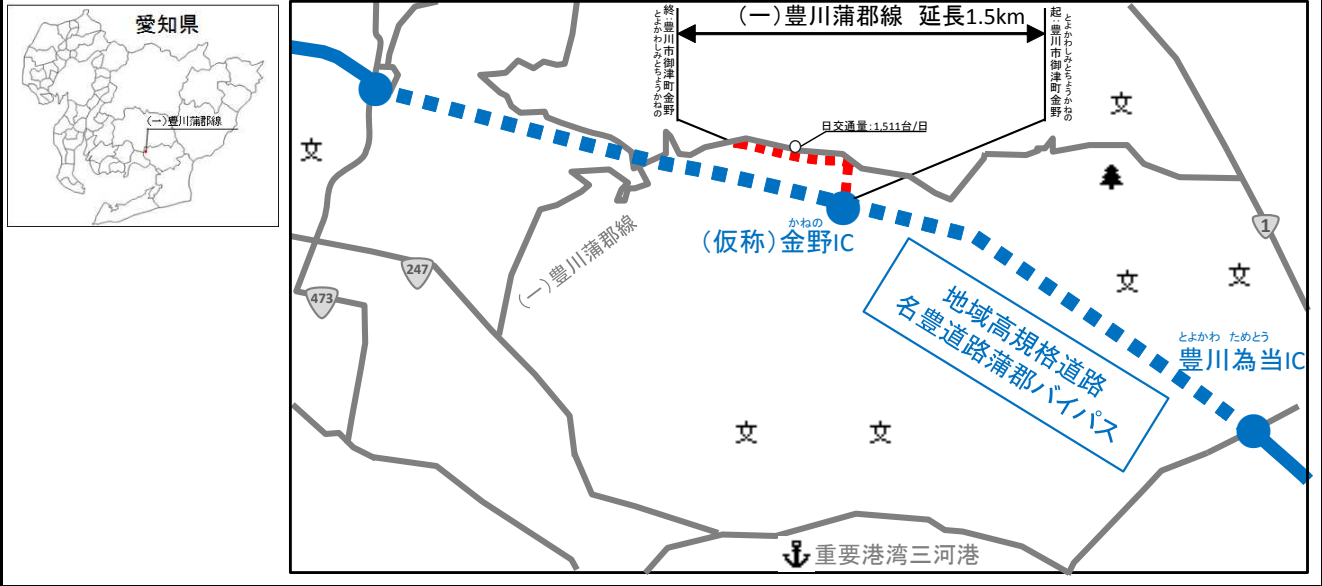 愛知県
(一)豊川蒲郡線
(一)豊川蒲郡線 延長1.5km
終:豊川市御津町金野
とよかわしみとちょうかねの
起:豊川市御津町金野
とよかわしみとちょうかねの
日交通量:1,511台/日
文
文
文
文
文
文
1
247
473
(一)豊川蒲郡線
かねの
(仮称)金野IC
地域高規格道路
名豊道路蒲郡バイパス
とよかわ ためとう
豊川為当IC
重要港湾三河港